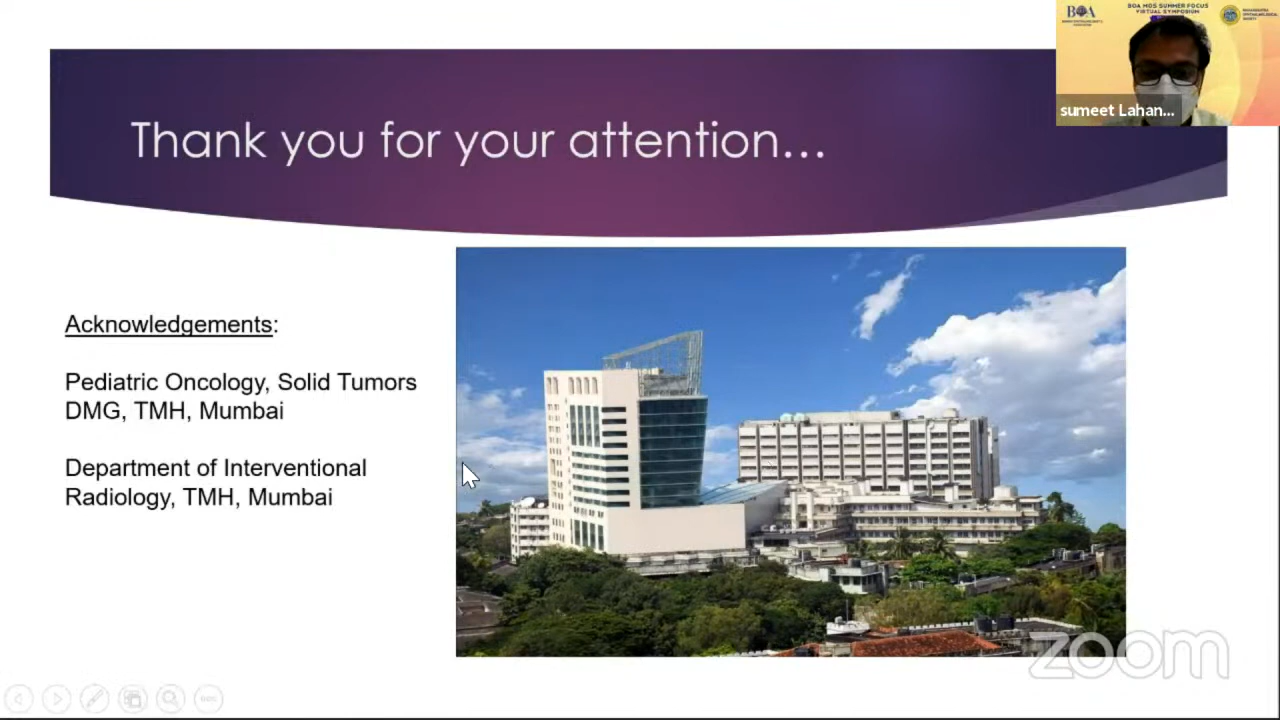 BOA
BOA MOS SUMMER FOCUS
VIRTUAL SYMPOSIUM
sumeet Lahan...
Thank you for your attention...
Acknowledgements:
Pediatric Oncology, Solid Tumors
DMG, TMH, Mumbai
Department of Interventional
Radiology, TMH, Mumbai
zoom